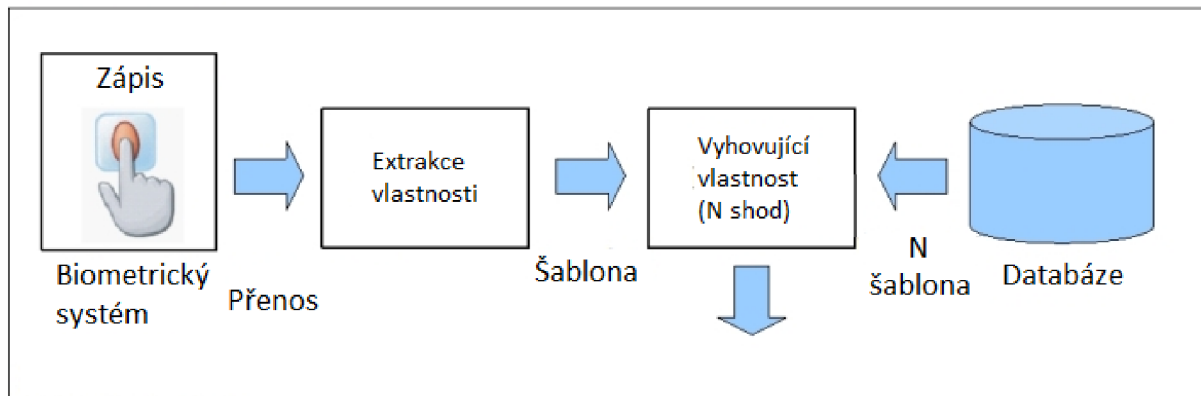 Zápis
Biometrický
systém
Přenos
Extrakce
vlastnosti
Šablona
Vyhovující
vlastnost
(N shod)
N
šablona
Databáze